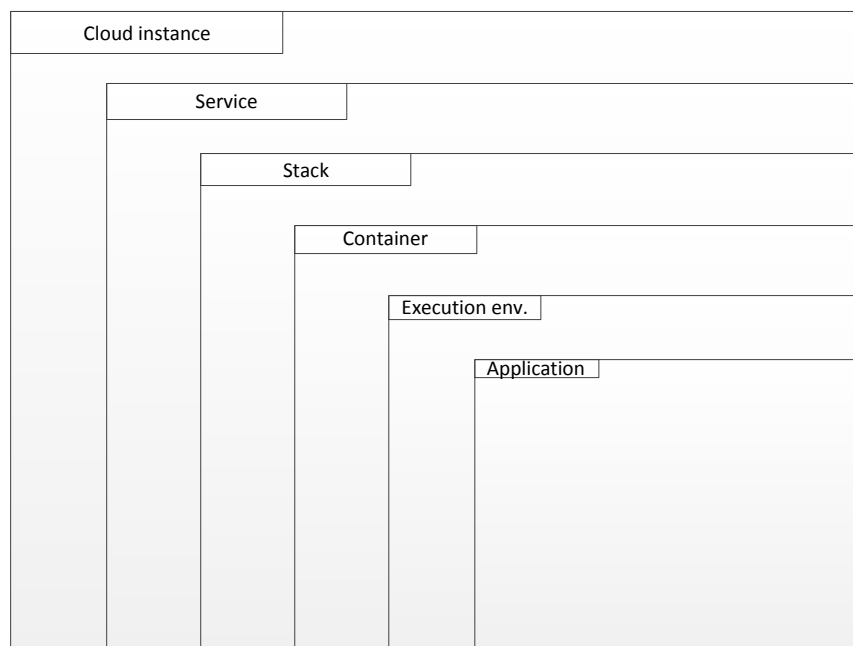 Cloud instance
Service
Stack
Container
Execution env.
Application